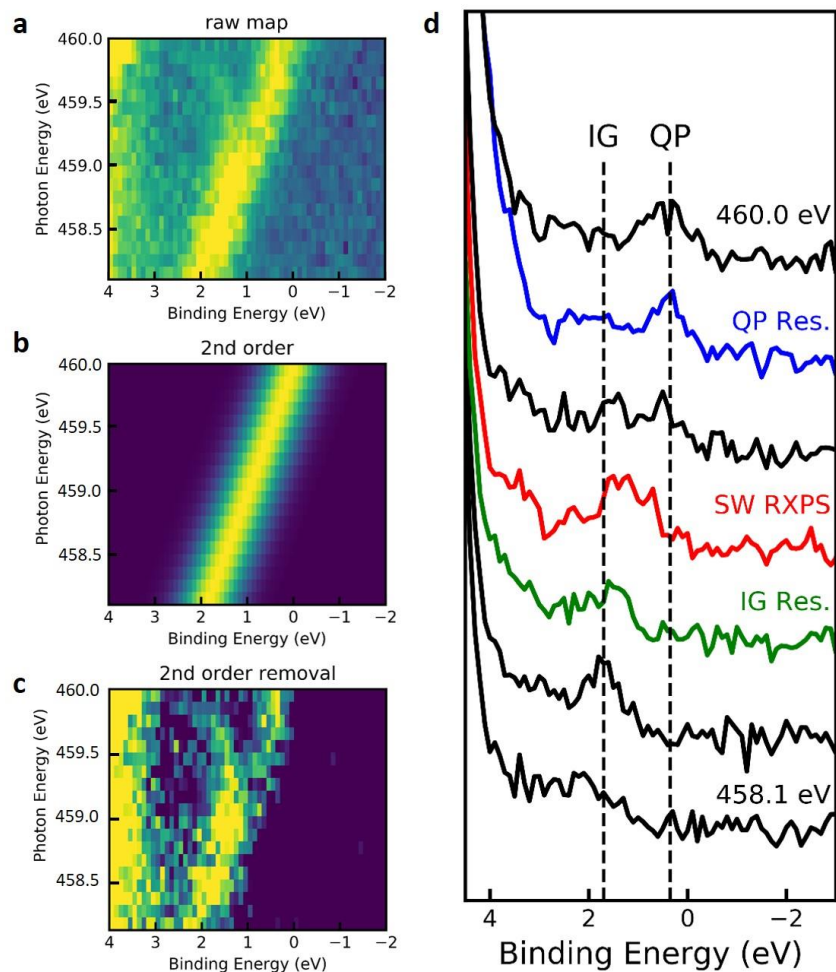 a
raw map
460.0
459.5
459.0
458.5
Photon Energy (eV)
4 3 2 1 0 −1 −2
Binding Energy (eV)
b
2nd order
460.0
459.5
459.0
458.5
Photon Energy (eV)
4 3 2 1 0 −1 −2
Binding Energy (eV)
c
2nd order removal
460.0
459.5
459.0
458.5
Photon Energy (eV)
4 3 2 1 0 −1 −2
Binding Energy (eV)
d
IG QP
460.0 eV
QP Res.
SW RXPS
IG Res.
458.1 eV
4 2 0 −2
Binding Energy (eV)